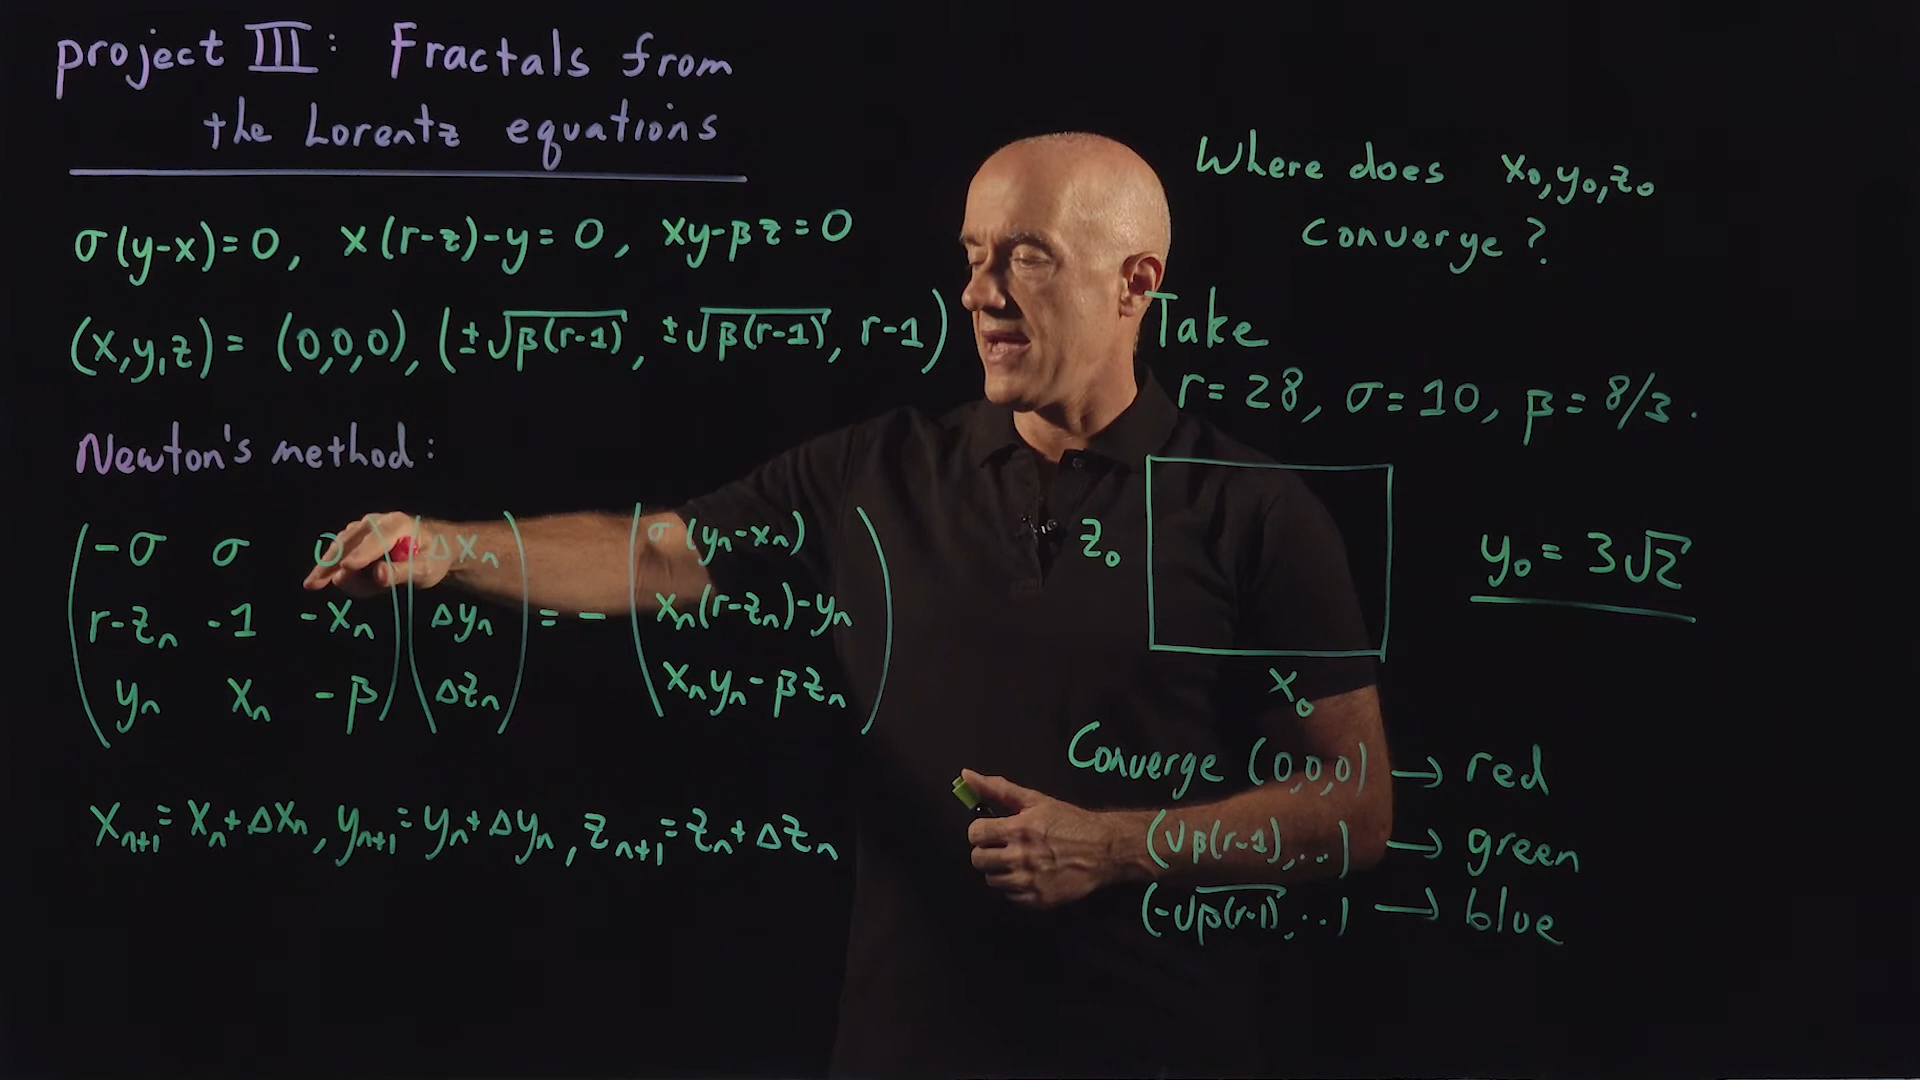 project III: Fractals from
the Lorentz equations
σ(y-x)=0, x(r-z)-y=0, xy-βz=0
(x,y,z)= (0,0,0), (±√β(r-1), ±√β(r-1), r-1)
Newton's method:
(-σ σ 0)(Δxₙ) (σ(yₙ-xₙ))
(r-zₙ -1 -xₙ)(Δyₙ) = - (xₙ(r-zₙ)-yₙ)
(yₙ xₙ -β)(Δzₙ) (xₙyₙ-βzₙ)
xₙ₊₁=xₙ+Δxₙ, yₙ₊₁=yₙ+Δyₙ, zₙ₊₁=zₙ+Δzₙ
Where does x₀,y₀,z₀
converge?
Take
r=28, σ=10, β=8/3.
z₀
y₀=3√2
x₀
Converge (0,0,0) → red
(√β(r-1),..) → green
(-√β(r-1),..) → blue